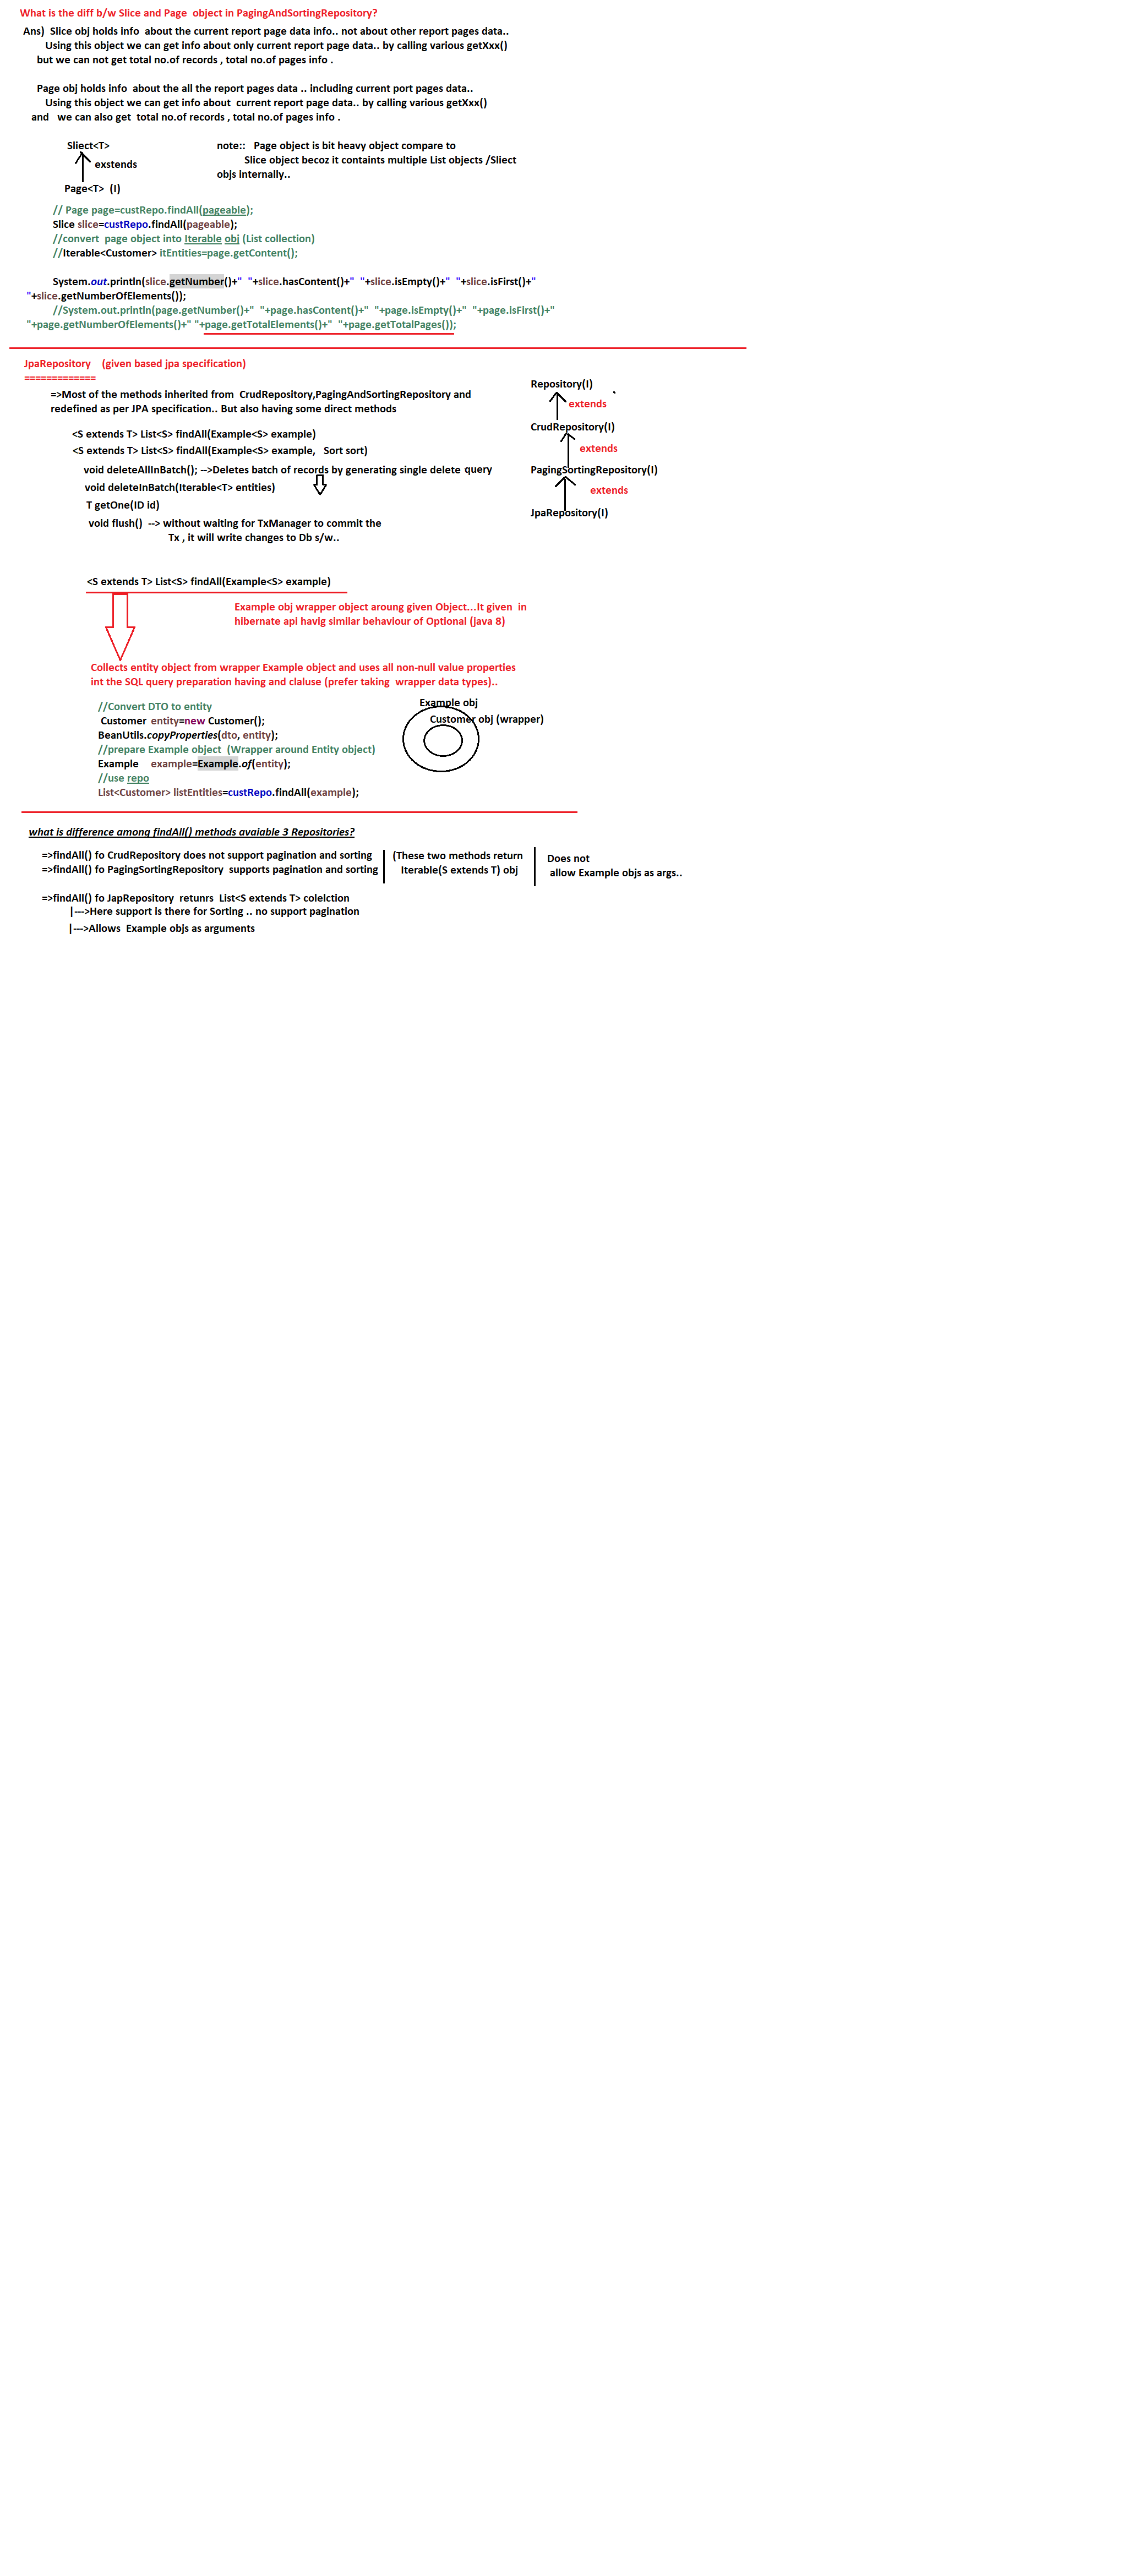 What is the diff b/w Slice and Page  object in PagingAndSortingRepository?
Ans)  Slice obj holds info  about the current report page data info.. not about other report pages data..
Using this object we can get info about only current report page data.. by calling various getXxx()
but we can not get total no.of records , total no.of pages info .
Page obj holds info  about the all the report pages data .. including current port pages data..
Using this object we can get info about  current report page data.. by calling various getXxx()
and   we can also get  total no.of records , total no.of pages info .
Sliect<T>
exstends
Page<T>  (I)
note::   Page object is bit heavy object compare to
Slice object becoz it containts multiple List objects /Sliect
objs internally..
// Page page=custRepo.findAll(pageable);
Slice slice=custRepo.findAll(pageable);
//convert  page object into Iterable obj (List collection)
//Iterable<Customer> itEntities=page.getContent();
System.out.println(slice.getNumber()+"  "+slice.hasContent()+"  "+slice.isEmpty()+"  "+slice.isFirst()+"
"+slice.getNumberOfElements());
//System.out.println(page.getNumber()+"  "+page.hasContent()+"  "+page.isEmpty()+"  "+page.isFirst()+"
"+page.getNumberOfElements()+" "+page.getTotalElements()+"  "+page.getTotalPages());
JpaRepository    (given based jpa specification)
=============
=>Most of the methods inherited from  CrudRepository,PagingAndSortingRepository and
redefined as per JPA specification.. But also having some direct methods
<S extends T> List<S> findAll(Example<S> example)
<S extends T> List<S> findAll(Example<S> example,   Sort sort)
void deleteAllInBatch(); -->Deletes batch of records by generating single delete query
void deleteInBatch(Iterable<T> entities)
T getOne(ID id)
void flush()  --> without waiting for TxManager to commit the
Tx , it will write changes to Db s/w..
Repository(I)
extends
CrudRepository(I)
extends
PagingSortingRepository(I)
extends
JpaRepository(I)
<S extends T> List<S> findAll(Example<S> example)
Example obj wrapper object aroung given Object...It given  in
hibernate api havig similar behaviour of Optional (java 8)
Collects entity object from wrapper Example object and uses all non-null value properties
int the SQL query preparation having and claluse (prefer taking  wrapper data types)..
//Convert DTO to entity
Customer  entity=new Customer();
BeanUtils.copyProperties(dto, entity);
//prepare Example object  (Wrapper around Entity object)
Example    example=Example.of(entity);
//use repo
List<Customer> listEntities=custRepo.findAll(example);
Example obj
Customer obj (wrapper)
what is difference among findAll() methods avaiable 3 Repositories?
=>findAll() fo CrudRepository does not support pagination and sorting
=>findAll() fo PagingSortingRepository  supports pagination and sorting
(These two methods return
Iterable(S extends T) obj
Does not
allow Example objs as args..
=>findAll() fo JapRepository  retunrs  List<S extends T> colelction
|--->Here support is there for Sorting .. no support pagination
|--->Allows  Example objs as arguments